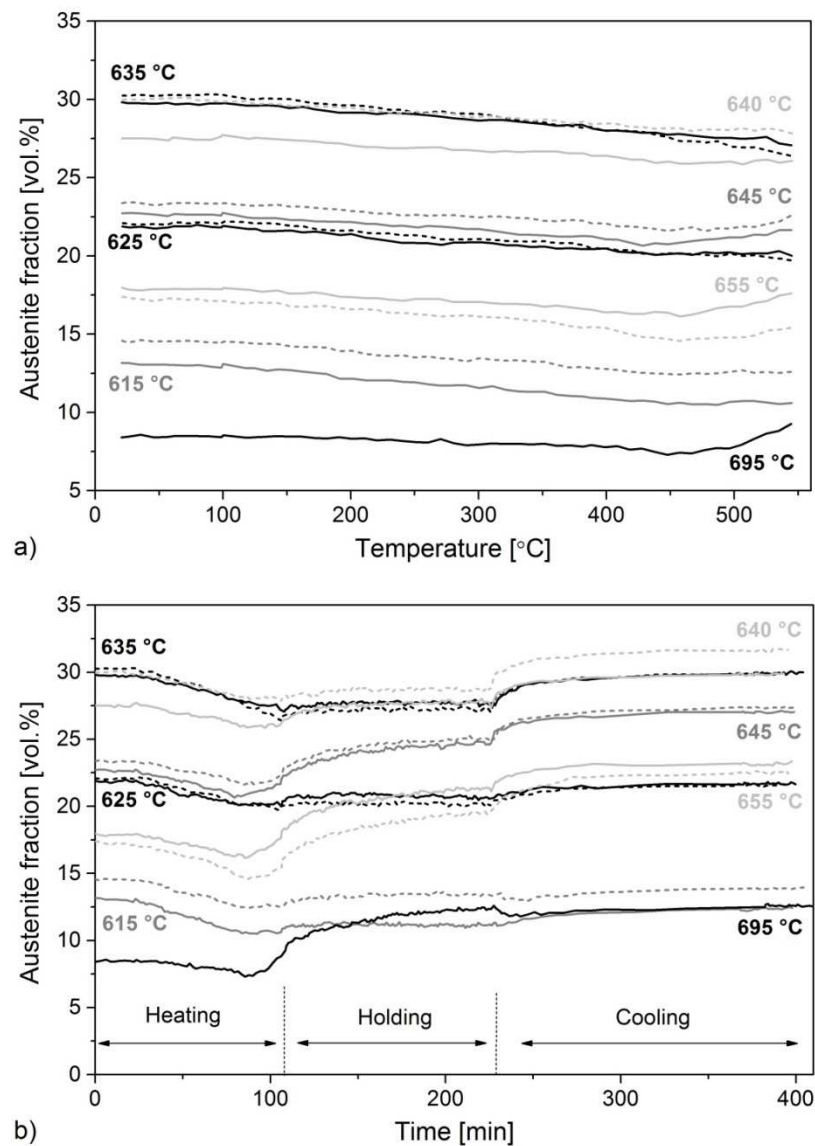 35
30
25
20
15
10
5
0 100 200 300 400 500
Austenite fraction [vol.%]
Temperature [°C]
635 °C
640 °C
645 °C
625 °C
655 °C
615 °C
695 °C
a)
35
30
25
20
15
10
5
0
0 100 200 300 400
Austenite fraction [vol.%]
Time [min]
640 °C
635 °C
645 °C
625 °C
655 °C
615 °C
695 °C
Heating Holding Cooling
b)